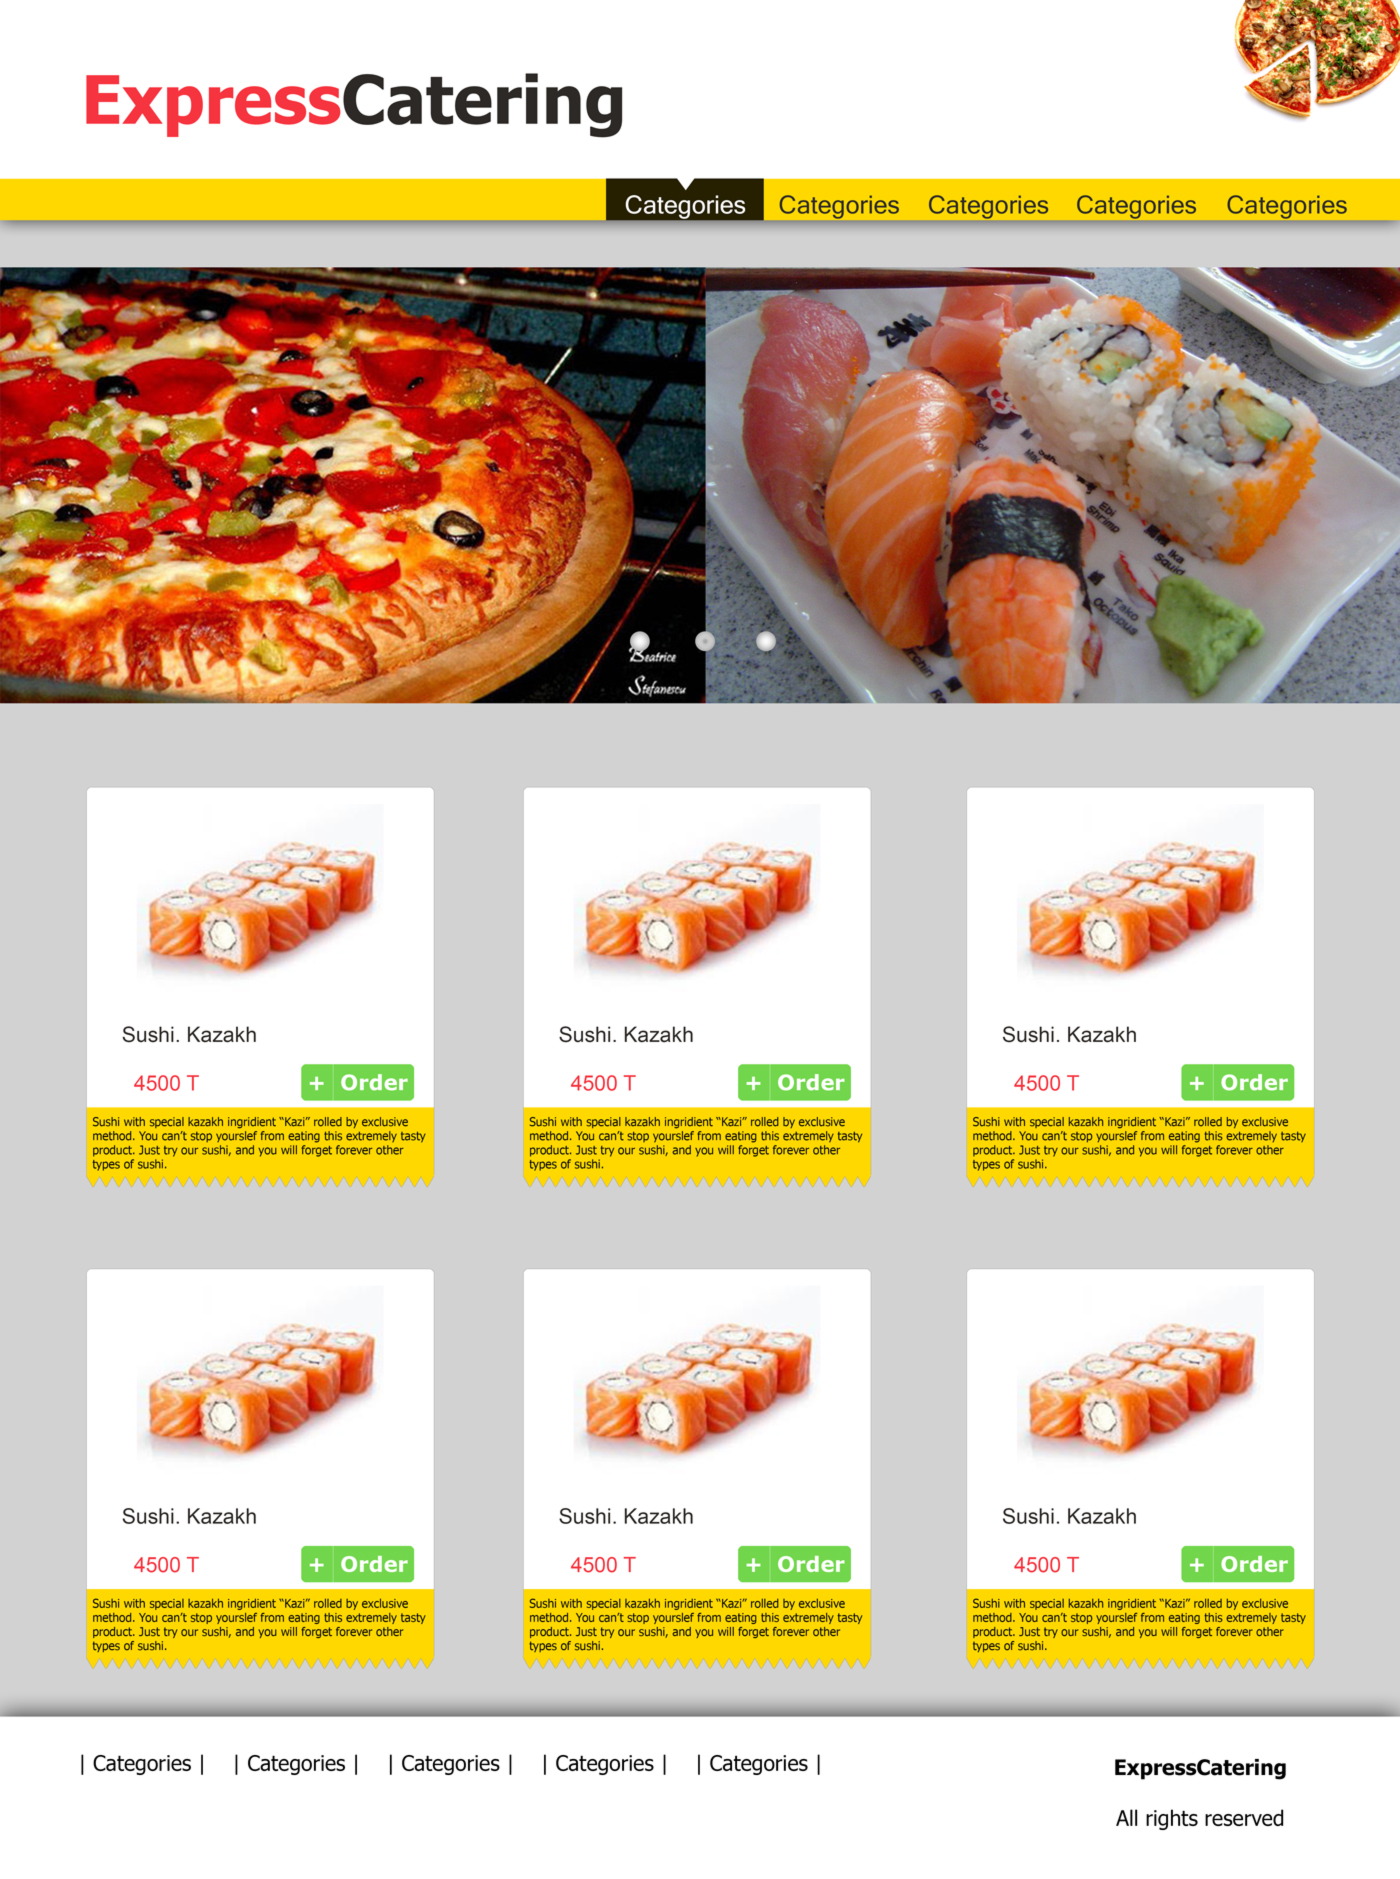 ExpressCatering
Categories Categories Categories Categories Categories
Ebi
Shrimp
Ika
Squid
Tako
Octopus
Beatrice
Stefanescu
Sushi. Kazakh
4500 T
+ Order
Sushi with special kazakh ingridient “Kazi” rolled by exclusive
method. You can’t stop yourslef from eating this extremely tasty
product. Just try our sushi, and you will forget forever other
types of sushi.
Sushi. Kazakh
4500 T
+ Order
Sushi with special kazakh ingridient “Kazi” rolled by exclusive
method. You can’t stop yourslef from eating this extremely tasty
product. Just try our sushi, and you will forget forever other
types of sushi.
Sushi. Kazakh
4500 T
+ Order
Sushi with special kazakh ingridient “Kazi” rolled by exclusive
method. You can’t stop yourslef from eating this extremely tasty
product. Just try our sushi, and you will forget forever other
types of sushi.
Sushi. Kazakh
4500 T
+ Order
Sushi with special kazakh ingridient “Kazi” rolled by exclusive
method. You can’t stop yourslef from eating this extremely tasty
product. Just try our sushi, and you will forget forever other
types of sushi.
Sushi. Kazakh
4500 T
+ Order
Sushi with special kazakh ingridient “Kazi” rolled by exclusive
method. You can’t stop yourslef from eating this extremely tasty
product. Just try our sushi, and you will forget forever other
types of sushi.
Sushi. Kazakh
4500 T
+ Order
Sushi with special kazakh ingridient “Kazi” rolled by exclusive
method. You can’t stop yourslef from eating this extremely tasty
product. Just try our sushi, and you will forget forever other
types of sushi.
| Categories | | Categories | | Categories | | Categories | | Categories |
ExpressCatering
All rights reserved